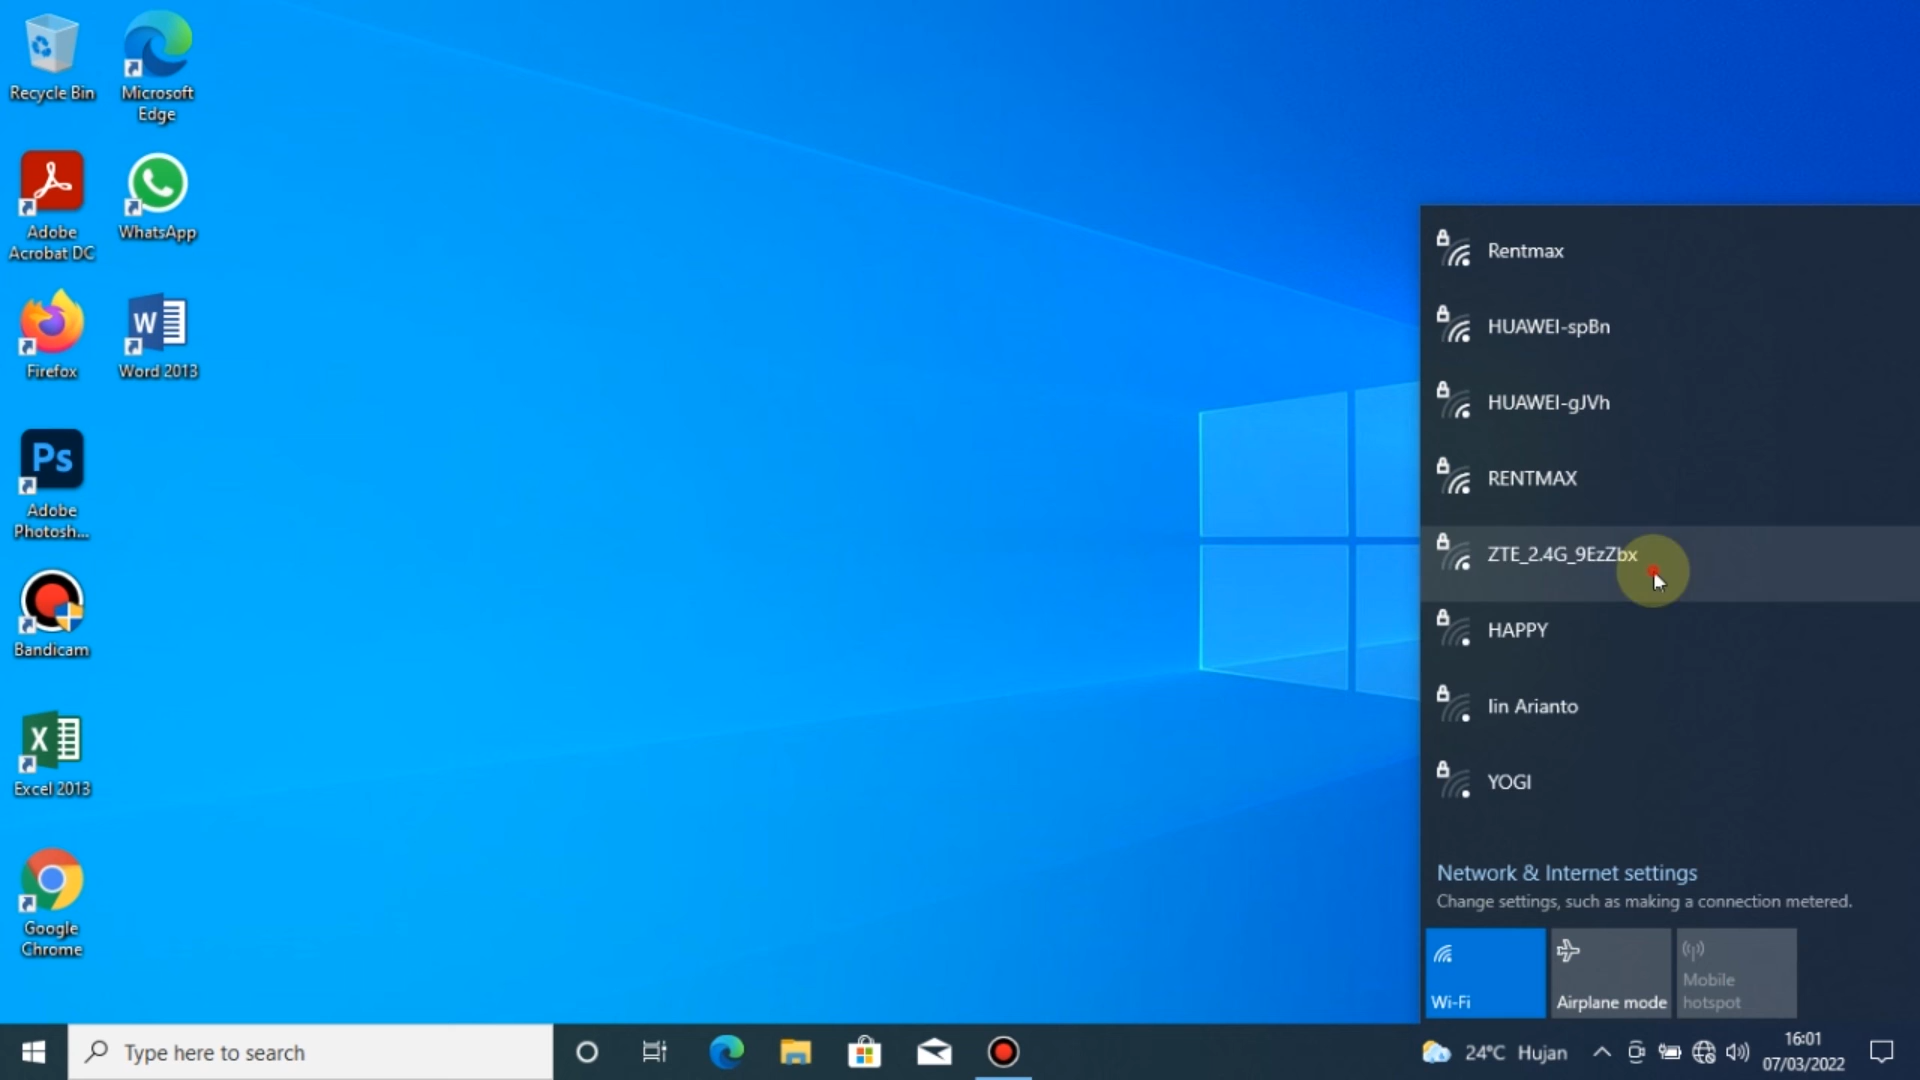 Recycle Bin
Microsoft
Edge
Adobe
Acrobat DC
WhatsApp
Firefox
W
Word 2013
Ps
Adobe
Photosh...
Bandicam
X
Excel 2013
Google
Chrome
Rentmax
HUAWEI-spBn
HUAWEI-gJVh
RENTMAX
ZTE_2.4G_9EzZbx
HAPPY
Iin Arianto
YOGI
Network & Internet settings
Change settings, such as making a connection metered.
Wi-Fi
Airplane mode
Mobile
hotspot
Type here to search
24°C Hujan
16:01
07/03/2022